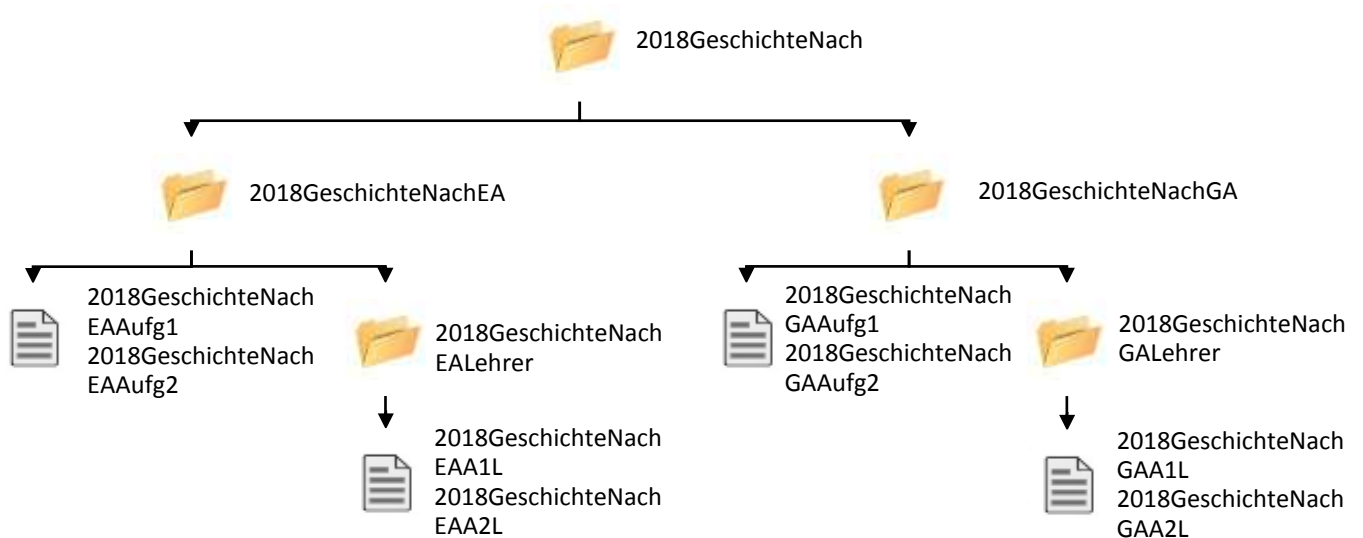 2018GeschichteNach
2018GeschichteNachEA
2018GeschichteNachGA
2018GeschichteNach
EAAufg1
2018GeschichteNach
EAAufg2
2018GeschichteNach
EALehrer
2018GeschichteNach
GAAufg1
2018GeschichteNach
GAAufg2
2018GeschichteNach
GALehrer
2018GeschichteNach
EAA1L
2018GeschichteNach
EAA2L
2018GeschichteNach
GAA1L
2018GeschichteNach
GAA2L